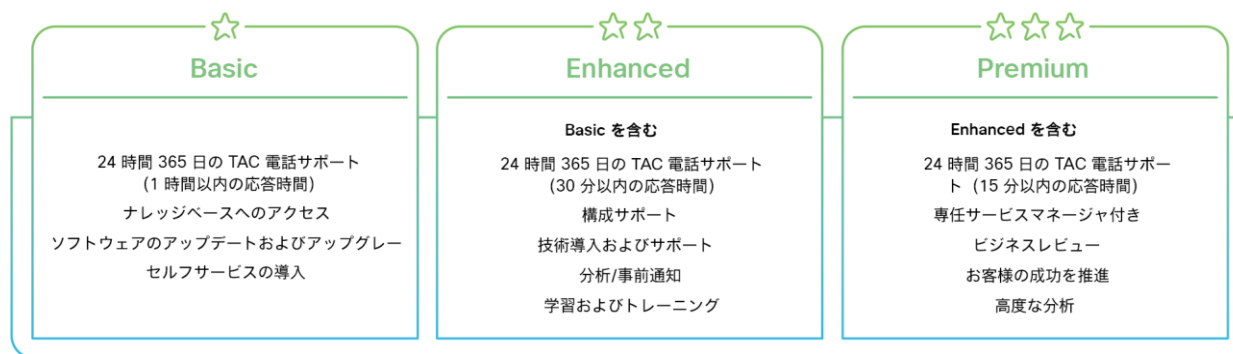 Basic
24 時間 365 日の TAC 電話サポート
(1 時間以内の応答時間)
ナレッジベースへのアクセス
ソフトウェアのアップデートおよびアップグレー
セルフサービスの導入
Enhanced
Basic を含む
24 時間 365 日の TAC 電話サポート
(30 分以内の応答時間)
構成サポート
技術導入およびサポート
分析/事前通知
学習およびトレーニング
Premium
Enhanced を含む
24 時間 365 日の TAC 電話サポー
ト (15 分以内の応答時間)
専任サービスマネージャ付き
ビジネスレビュー
お客様の成功を推進
高度な分析